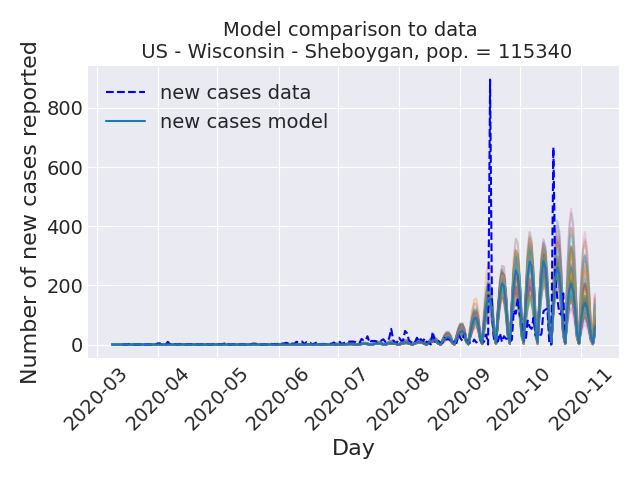 Model comparison to data
US - Wisconsin - Sheboygan, pop. = 115340
Number of new cases reported
800
600
400
200
0
new cases data
new cases model
2020-03
2020-04
2020-05
2020-06
2020-07
2020-08
2020-09
2020-10
2020-11
Day